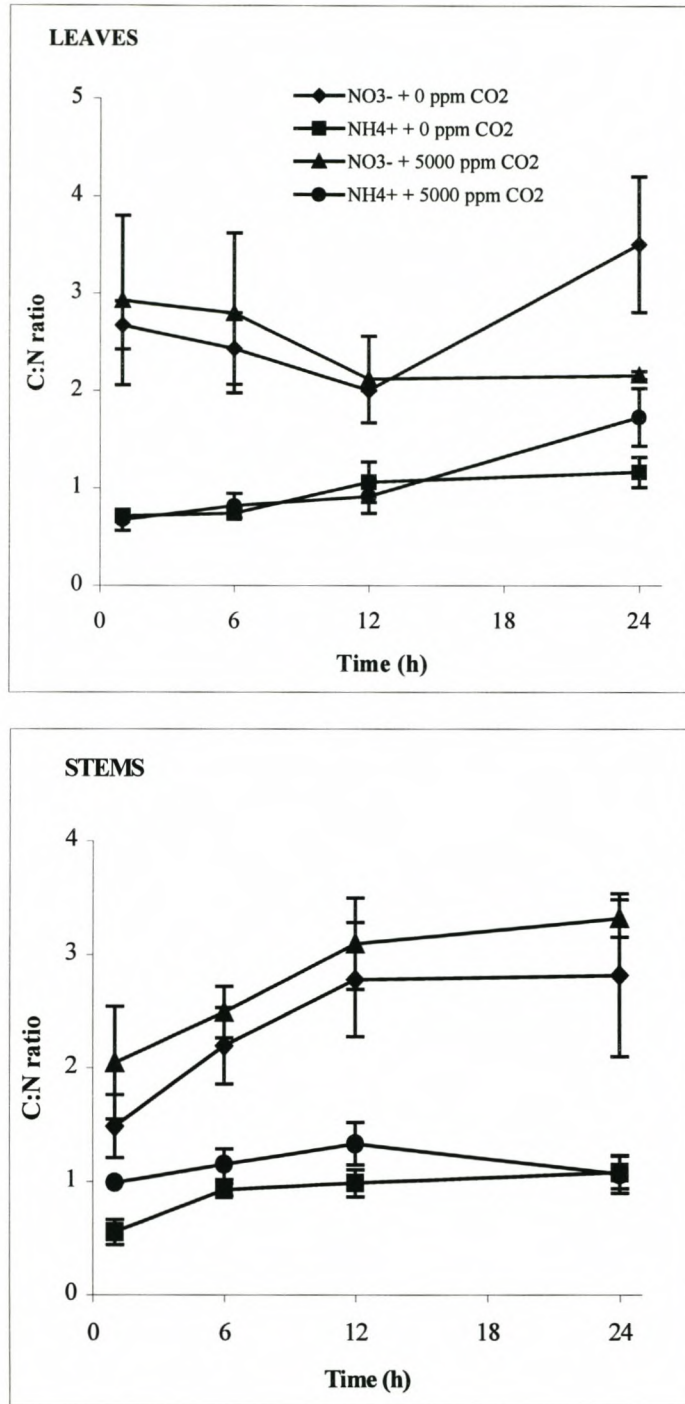 LEAVES
NO3- + 0 ppm CO2
NH4+ + 0 ppm CO2
NO3- + 5000 ppm CO2
NH4+ + 5000 ppm CO2
C:N ratio
5
4
3
2
1
0
0 6 12 18 24
Time (h)
STEMS
C:N ratio
4
3
2
1
0
0 6 12 18 24
Time (h)